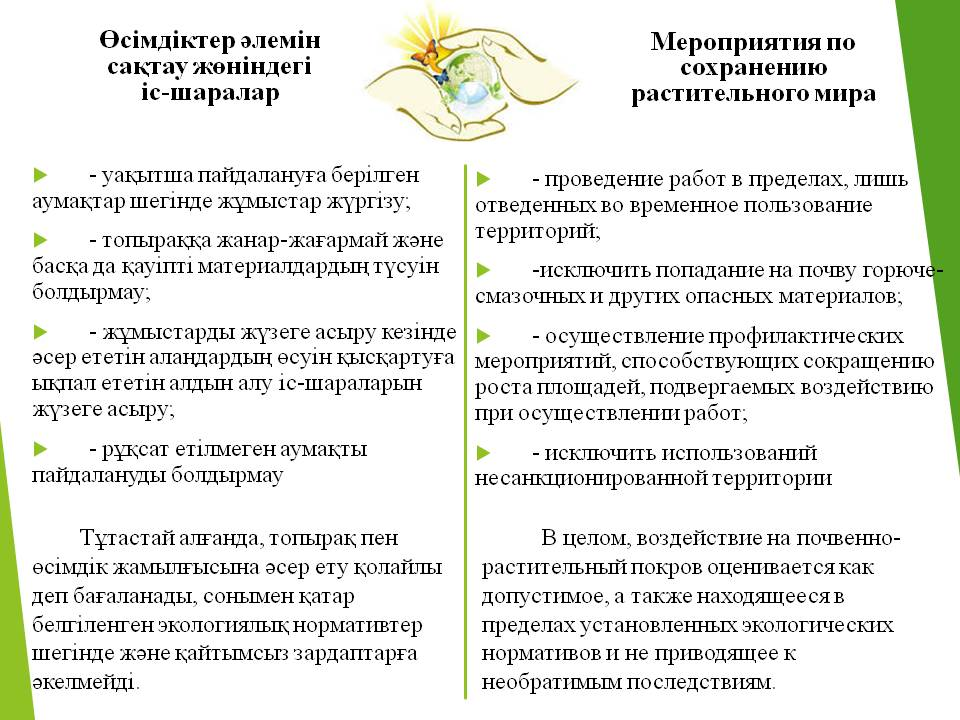 Өсімдіктер әлемін
сақтау жөніндегі
іс-шаралар
- уақытша пайдалануға берілген
аумақтар шегінде жұмыстар жүргізу;
- топыраққа жанар-жағармай және
басқа да қауіпті материалдардың түсуін
болдырмау;
- жұмыстарды жүзеге асыру кезінде
әсер ететін алаңдардың өсуін қысқартуға
ықпал ететін алдын алу іс-шараларын
жүзеге асыру;
- рұқсат етілмеген аумақты
пайдалануды болдырмау
Тұтастай алғанда, топырақ пен
өсімдік жамылғысына әсер ету қолайлы
деп бағаланады, сонымен қатар
белгіленген экологиялық нормативтер
шегінде және қайтымсыз зардаптарға
әкелмейді.
Мероприятия по
сохранению
растительного мира
- проведение работ в пределах, лишь
отведенных во временное пользование
территорий;
-исключить попадание на почву горюче-
смазочных и других опасных материалов;
- осуществление профилактических
мероприятий, способствующих сокращению
роста площадей, подвергаемых воздействию
при осуществлении работ;
- исключить использований
несанкционированной территории
В целом, воздействие на почвенно-
растительный покров оценивается как
допустимое, а также находящееся в
пределах установленных экологических
нормативов и не приводящее к
необратимым последствиям.